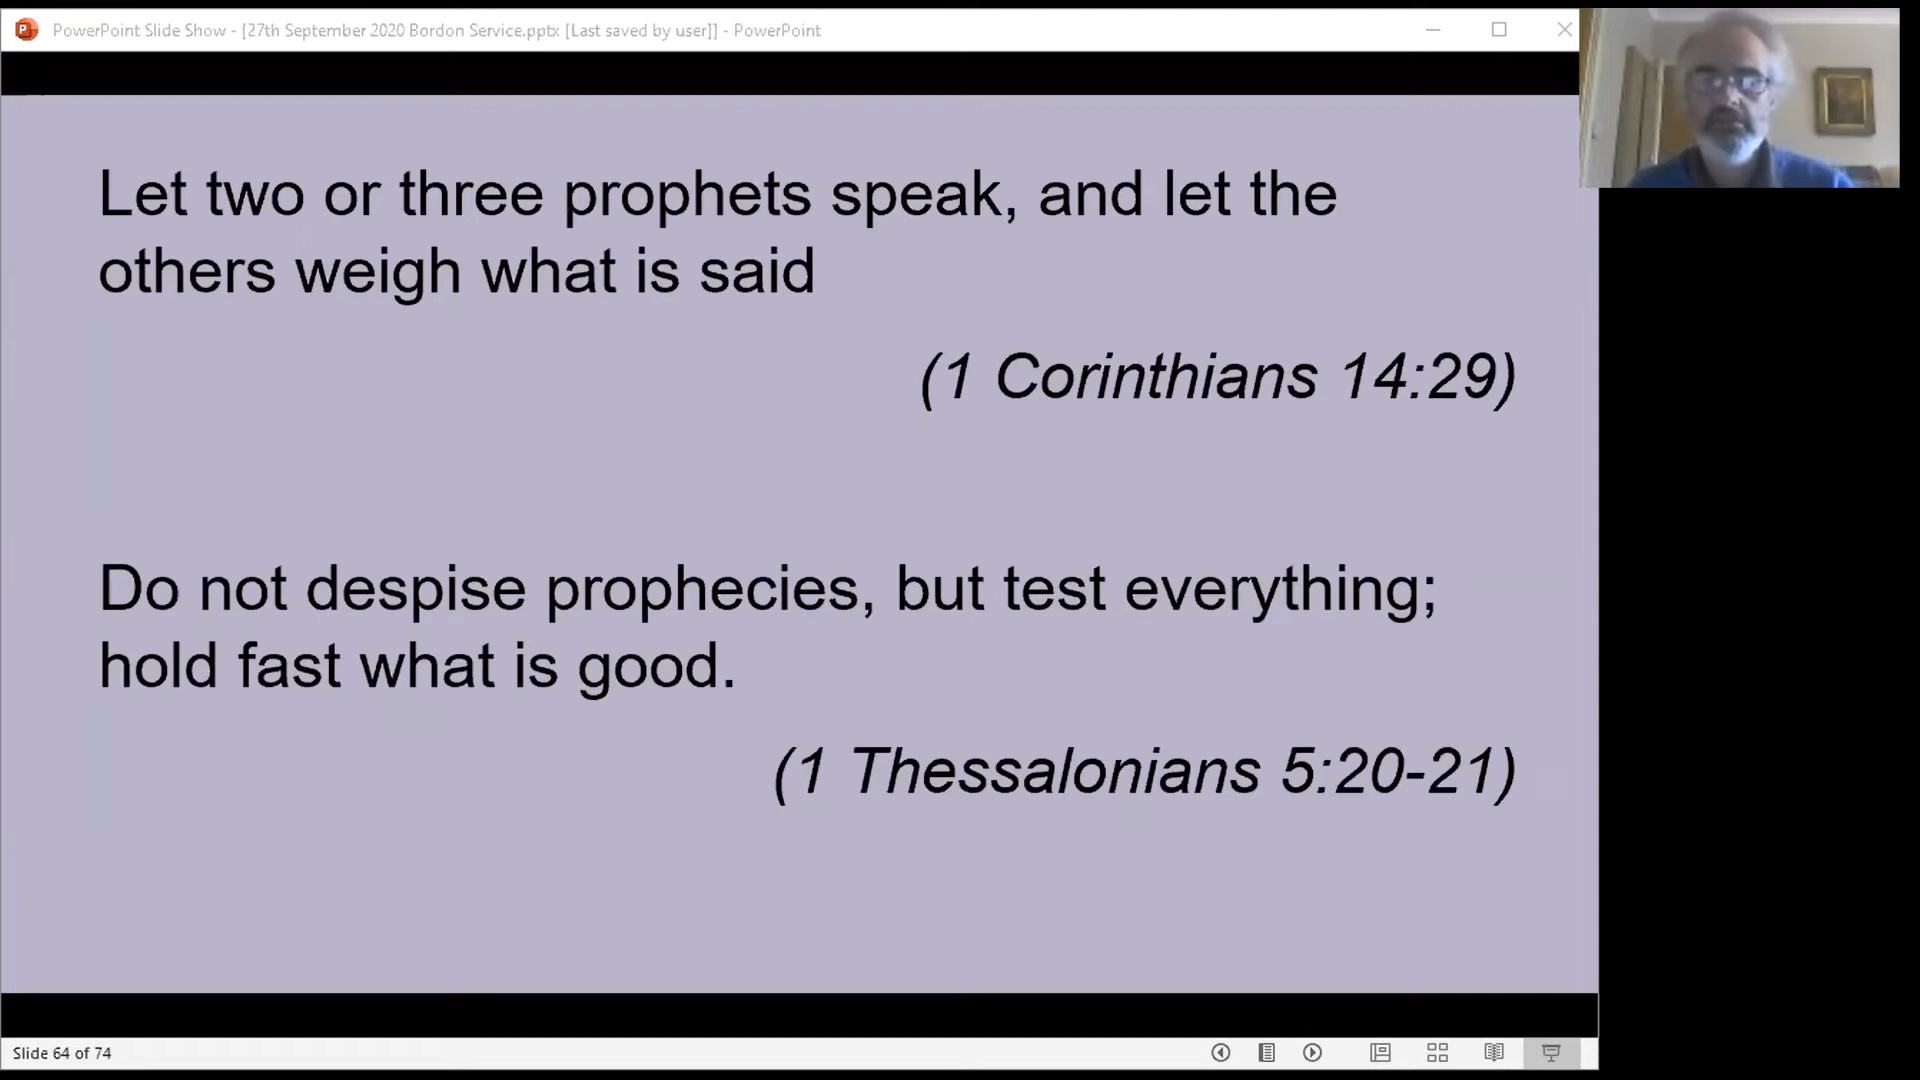 PowerPoint Slide Show - [27th September 2020 Bordon Service.pptx [Last saved by user]] - PowerPoint
Let two or three prophets speak, and let the
others weigh what is said
(1 Corinthians 14:29)
Do not despise prophecies, but test everything;
hold fast what is good.
(1 Thessalonians 5:20-21)
Slide 64 of 74